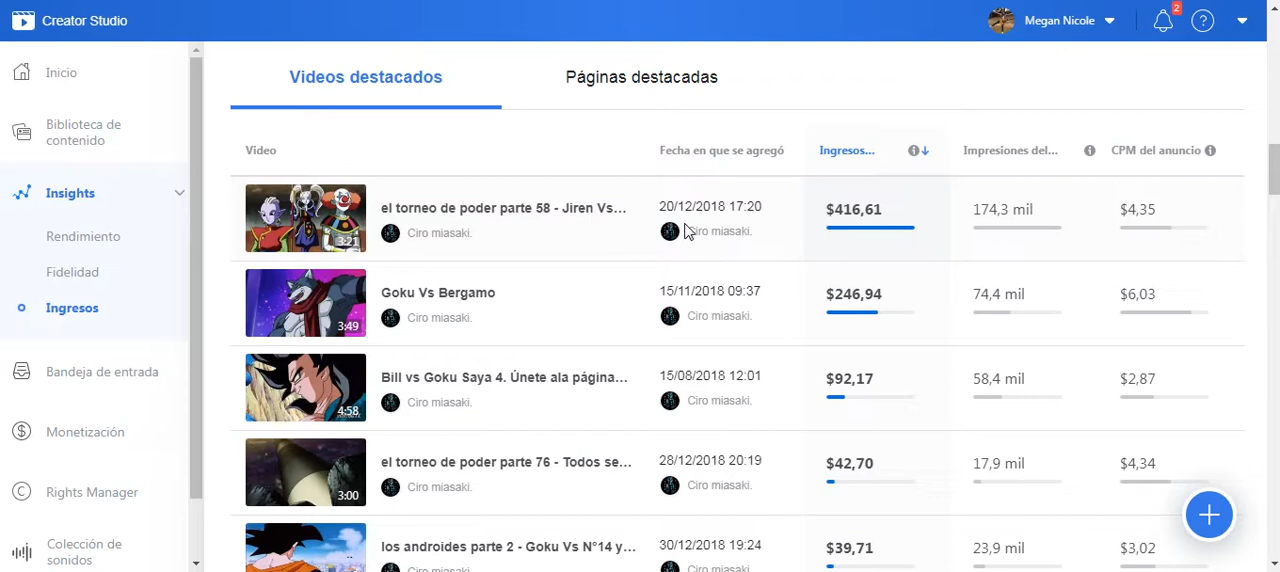 Creator Studio
Megan Nicole
2
?
Inicio
Biblioteca de
contenido
Insights
Rendimiento
Fidelidad
Ingresos
Bandeja de entrada
Monetización
Rights Manager
Colección de
sonidos
Videos destacados
Páginas destacadas
Video
Fecha en que se agregó
Ingresos...
Impresiones del...
CPM del anuncio
3:21
el torneo de poder parte 58 - Jiren Vs...
Ciro miasaki.
20/12/2018 17:20
Ciro miasaki.
$416,61
174,3 mil
$4,35
3:49
Goku Vs Bergamo
Ciro miasaki.
15/11/2018 09:37
Ciro miasaki.
$246,94
74,4 mil
$6,03
4:58
Bill vs Goku Saya 4. Únete ala página...
Ciro miasaki.
15/08/2018 12:01
Ciro miasaki.
$92,17
58,4 mil
$2,87
3:00
el torneo de poder parte 76 - Todos se...
Ciro miasaki.
28/12/2018 20:19
Ciro miasaki.
$42,70
17,9 mil
$4,34
los androides parte 2 - Goku Vs N°14 y...
Ciro miasaki.
30/12/2018 19:24
Ciro miasaki.
$39,71
23,9 mil
$3,02